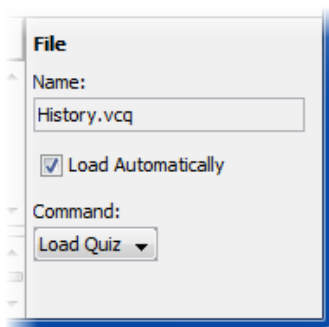 File
Name:
History.vcq
Load Automatically
Command:
Load Quiz